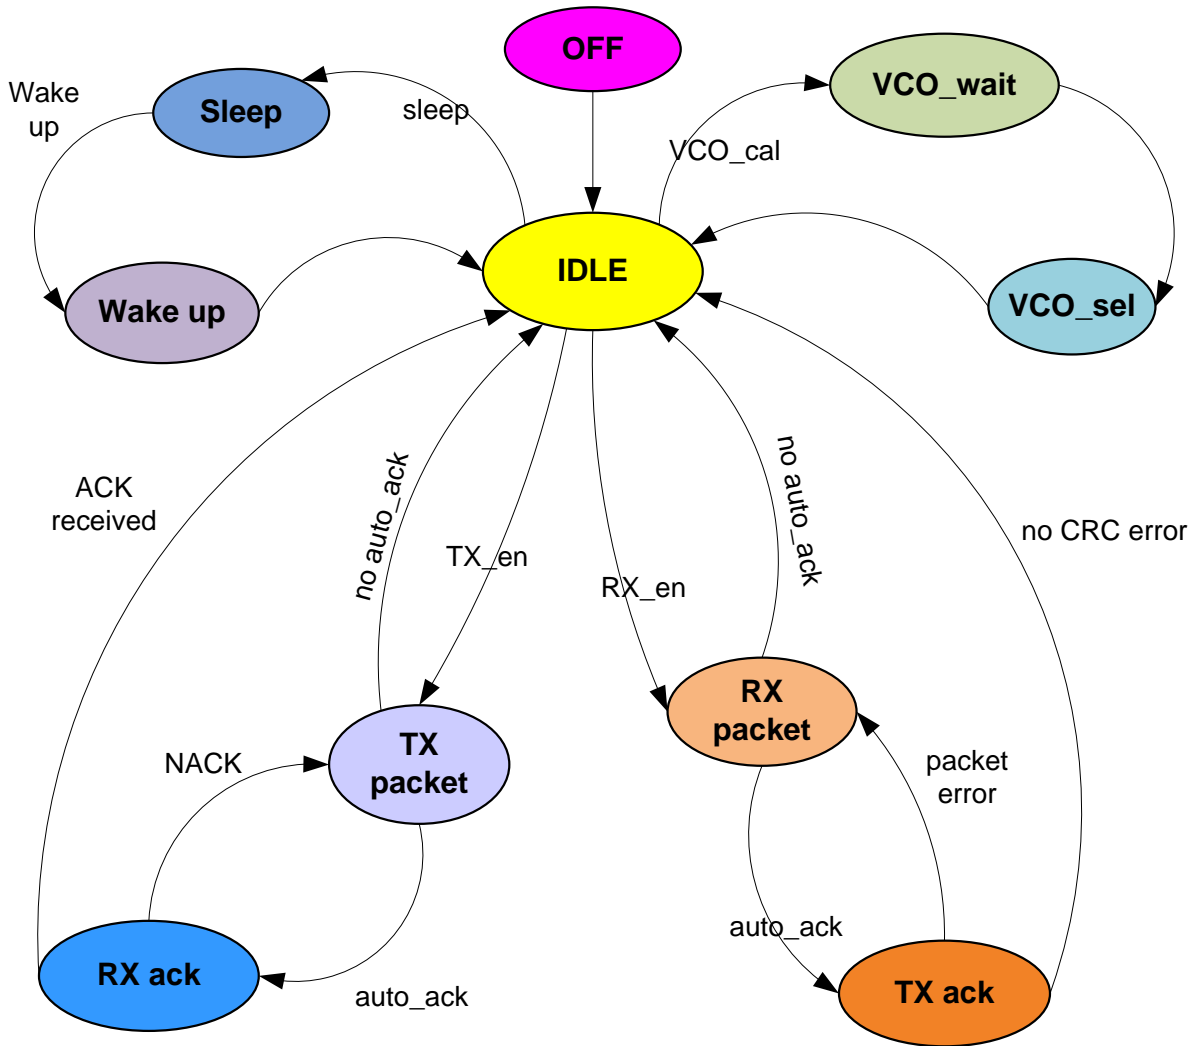 OFF
VCO_wait
Wake
up
Sleep
sleep
VCO_cal
IDLE
Wake up
VCO_sel
ACK
received
no auto_ack
TX_en
RX_en
no auto_ack
no CRC error
RX
packet
TX
packet
NACK
packet
error
auto_ack
RX ack
auto_ack
TX ack